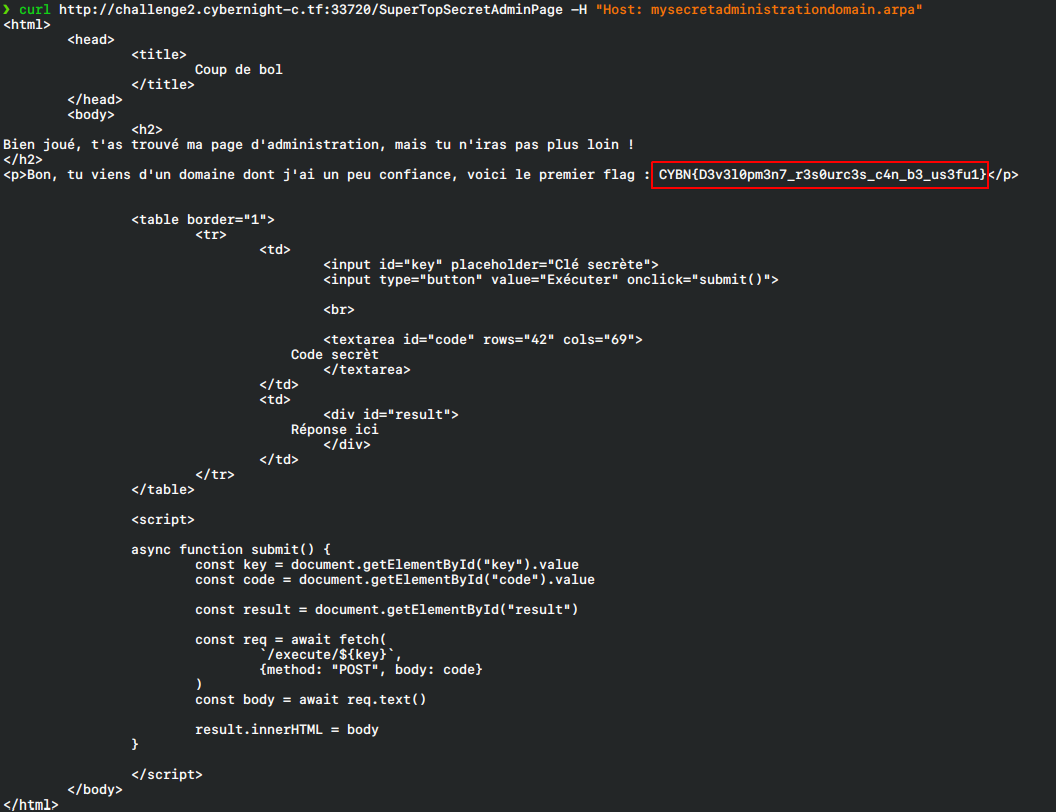 ❯ curl http://challenge2.cybernight-c.tf:33720/SuperTopSecretAdminPage -H "Host: mysecretadministrationdomain.arpa"
<html>
<head>
<title>
Coup de bol
</title>
</head>
<body>
<h2>
Bien joué, t'as trouvé ma page d'administration, mais tu n'iras pas plus loin !
</h2>
<p>Bon, tu viens d'un domaine dont j'ai un peu confiance, voici le premier flag : CYBN{D3v3l0pm3n7_r3s0urc3s_c4n_b3_us3fu1}</p>
<table border="1">
<tr>
<td>
<input id="key" placeholder="Clé secrète">
<input type="button" value="Exécuter" onclick="submit()">
<br>
<textarea id="code" rows="42" cols="69">
Code secrèt
</textarea>
</td>
<td>
<div id="result">
Réponse ici
</div>
</td>
</tr>
</table>
<script>
async function submit() {
const key = document.getElementById("key").value
const code = document.getElementById("code").value
const result = document.getElementById("result")
const req = await fetch(
`/execute/${key}`,
{method: "POST", body: code}
)
const body = await req.text()
result.innerHTML = body
}
</script>
</body>
</html>